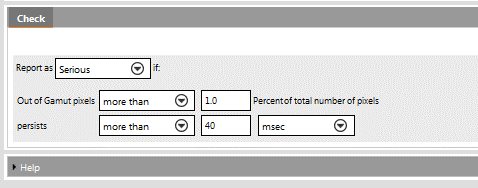 Check
Report as Serious if:
Out of Gamut pixels more than 1.0 Percent of total number of pixels
persists more than 40 msec
Help